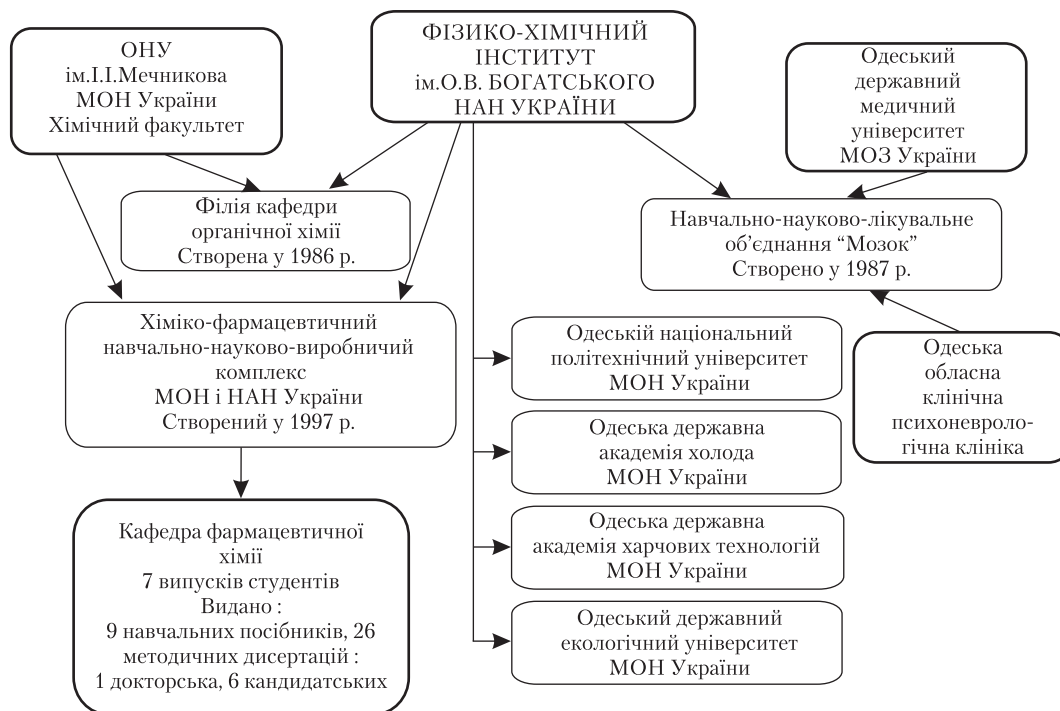 ОНУ
ім.І.І.Мечникова
МОН України
Хімічний факультет
ФІЗИКО-ХІМІЧНИЙ
ІНСТИТУТ
ім.О.В. БОГАТСЬКОГО
НАН УКРАЇНИ
Одеський
державний
медичний
університет
МОЗ України
Філія кафедри
органічної хімії
Створена у 1986 р.
Навчально-науково-лікувальне
об’єднання “Мозок”
Створено у 1987 р.
Хіміко-фармацевтичний
навчально-науково-виробничий
комплекс
МОН і НАН України
Створений у 1997 р.
Одеській національний
політехнічний університет
МОН України
Одеська
обласна
клінічна
психоневроло-
гічна клініка
Одеська державна
академія холода
МОН України
Кафедра фармацевтичної
хімії
7 випусків студентів
Видано :
9 навчальних посібників, 26
методичних дисертацій :
1 докторська, 6 кандидатських
Одеська державна
академія харчових технологій
МОН України
Одеський державний
екологічний університет
МОН України